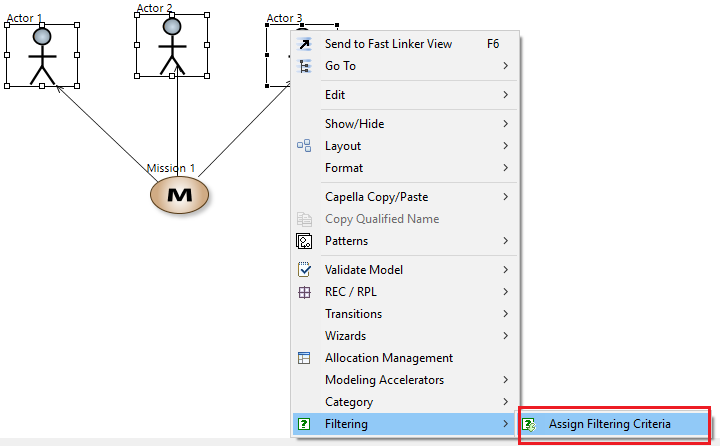 Actor 1
Actor 2
Actor 3
Mission 1
M
Send to Fast Linker View F6
Go To
Edit
Show/Hide
Layout
Format
Capella Copy/Paste
Copy Qualified Name
Patterns
Validate Model
REC / RPL
Transitions
Wizards
Allocation Management
Modeling Accelerators
Category
Filtering
Assign Filtering Criteria